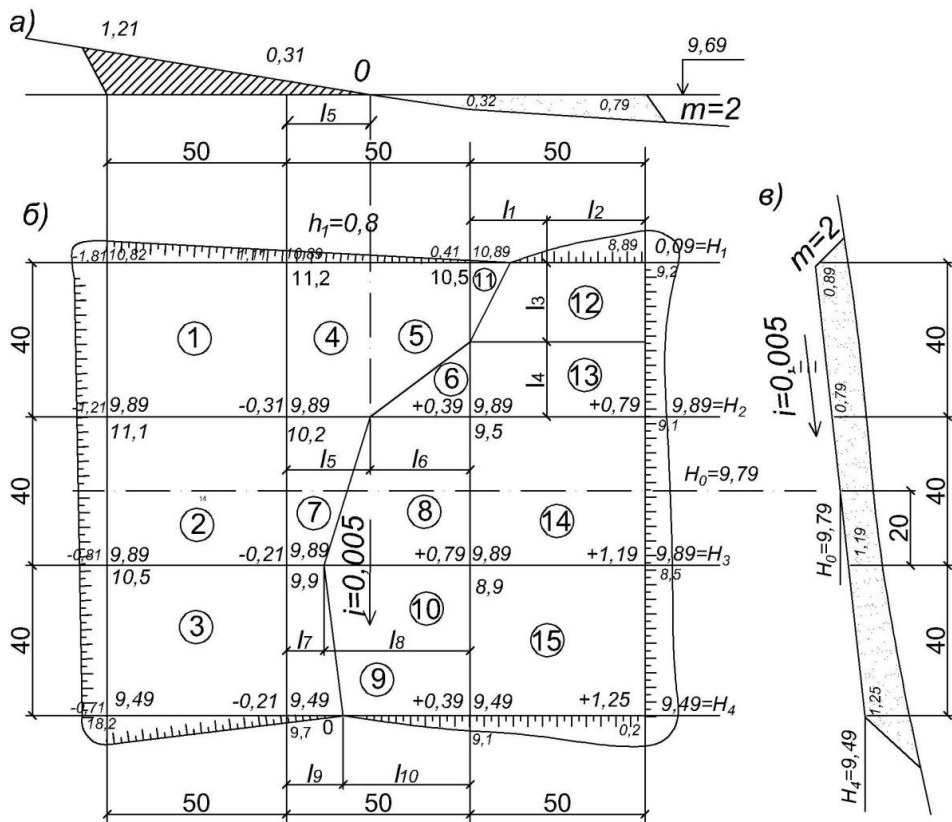 а)
1,21
0,31
0
9,69
0,32
0,79
m=2
l5
50 50 50
б)
в)
h1=0,8
l1 l2
-1,81 10,82 1,11 10,89 0,41 10,89 8,89 0,09=H1
m=2
11,2 10,5 11 9,2
0,89
l3
12
40 1 4 5 40 40
i=0,005
6 l4 13
-1,21 9,89 -0,31 9,89 +0,39 9,89 +0,79 9,89=H2
0,79
11,1 10,2 9,5 9,1
l5 l6
H0=9,79
14
40 2 7 8 14 40 20 40
H0=9,79
1,19
-0,81 9,89 -0,21 9,89 +0,79 9,89 +1,19 9,89=H3
10,5 9,9 8,9 8,5
i=0,005
40 3 10 15 40 40
l7 l8
9
-0,71 9,49 -0,21 9,49 +0,39 9,49 +1,25 9,49=H4
1,25
18,2 9,7 0 9,1 0,2
H4=9,49
l9 l10
50 50 50